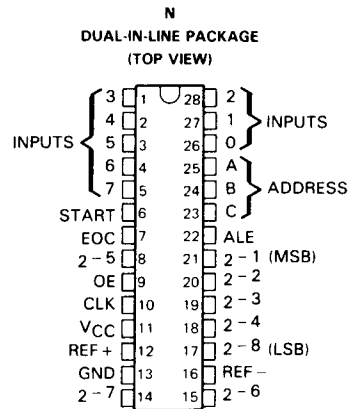 N
DUAL-IN-LINE PACKAGE
(TOP VIEW)
3 1 28 2
4 2 27 1
INPUTS 5 3 26 0 INPUTS
6 4 25 A
7 5 24 B ADDRESS
START 6 23 C
EOC 7 22 ALE
2-5 8 21 2-1 (MSB)
OE 9 20 2-2
CLK 10 19 2-3
VCC 11 18 2-4
REF+ 12 17 2-8 (LSB)
GND 13 16 REF-
2-7 14 15 2-6